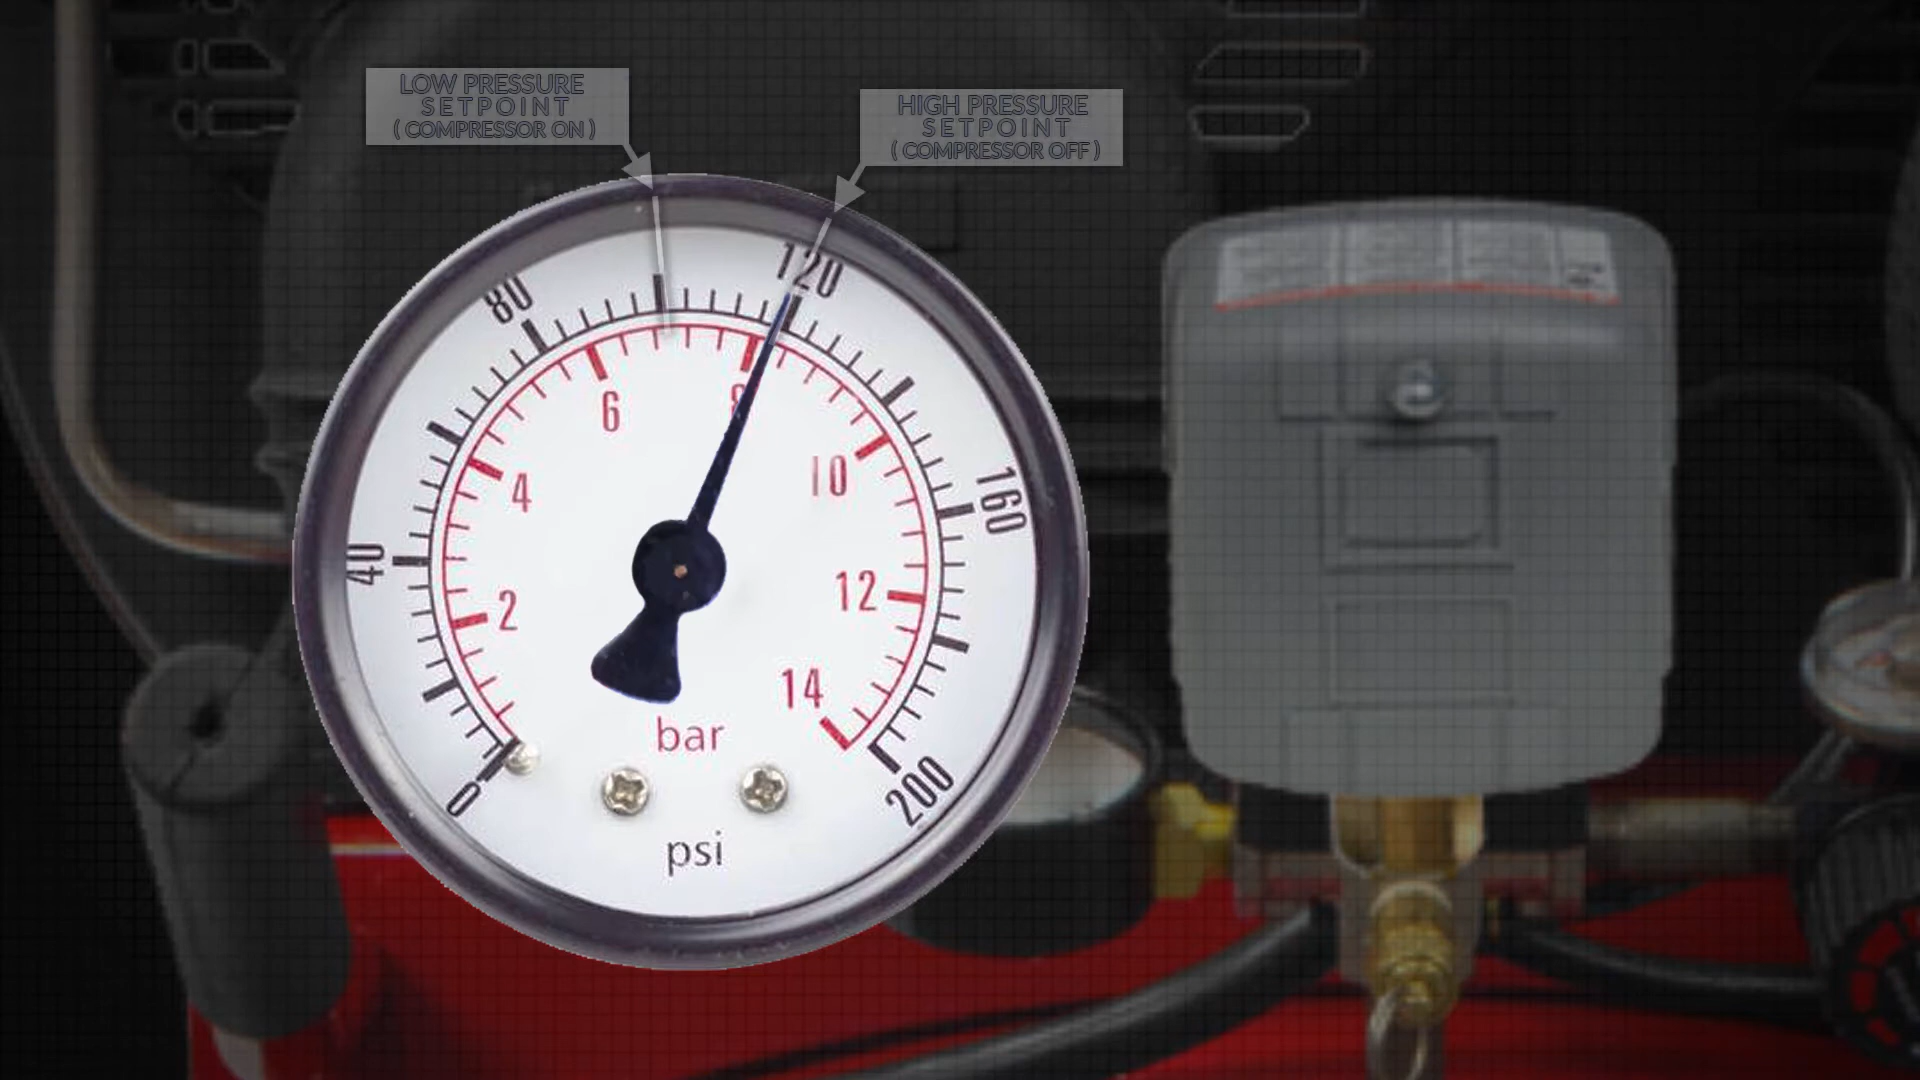 LOW PRESSURE
SETPOINT
( COMPRESSOR ON )
HIGH PRESSURE
SETPOINT
( COMPRESSOR OFF )
0
40
80
120
160
200
2
4
6
8
10
12
14
bar
psi